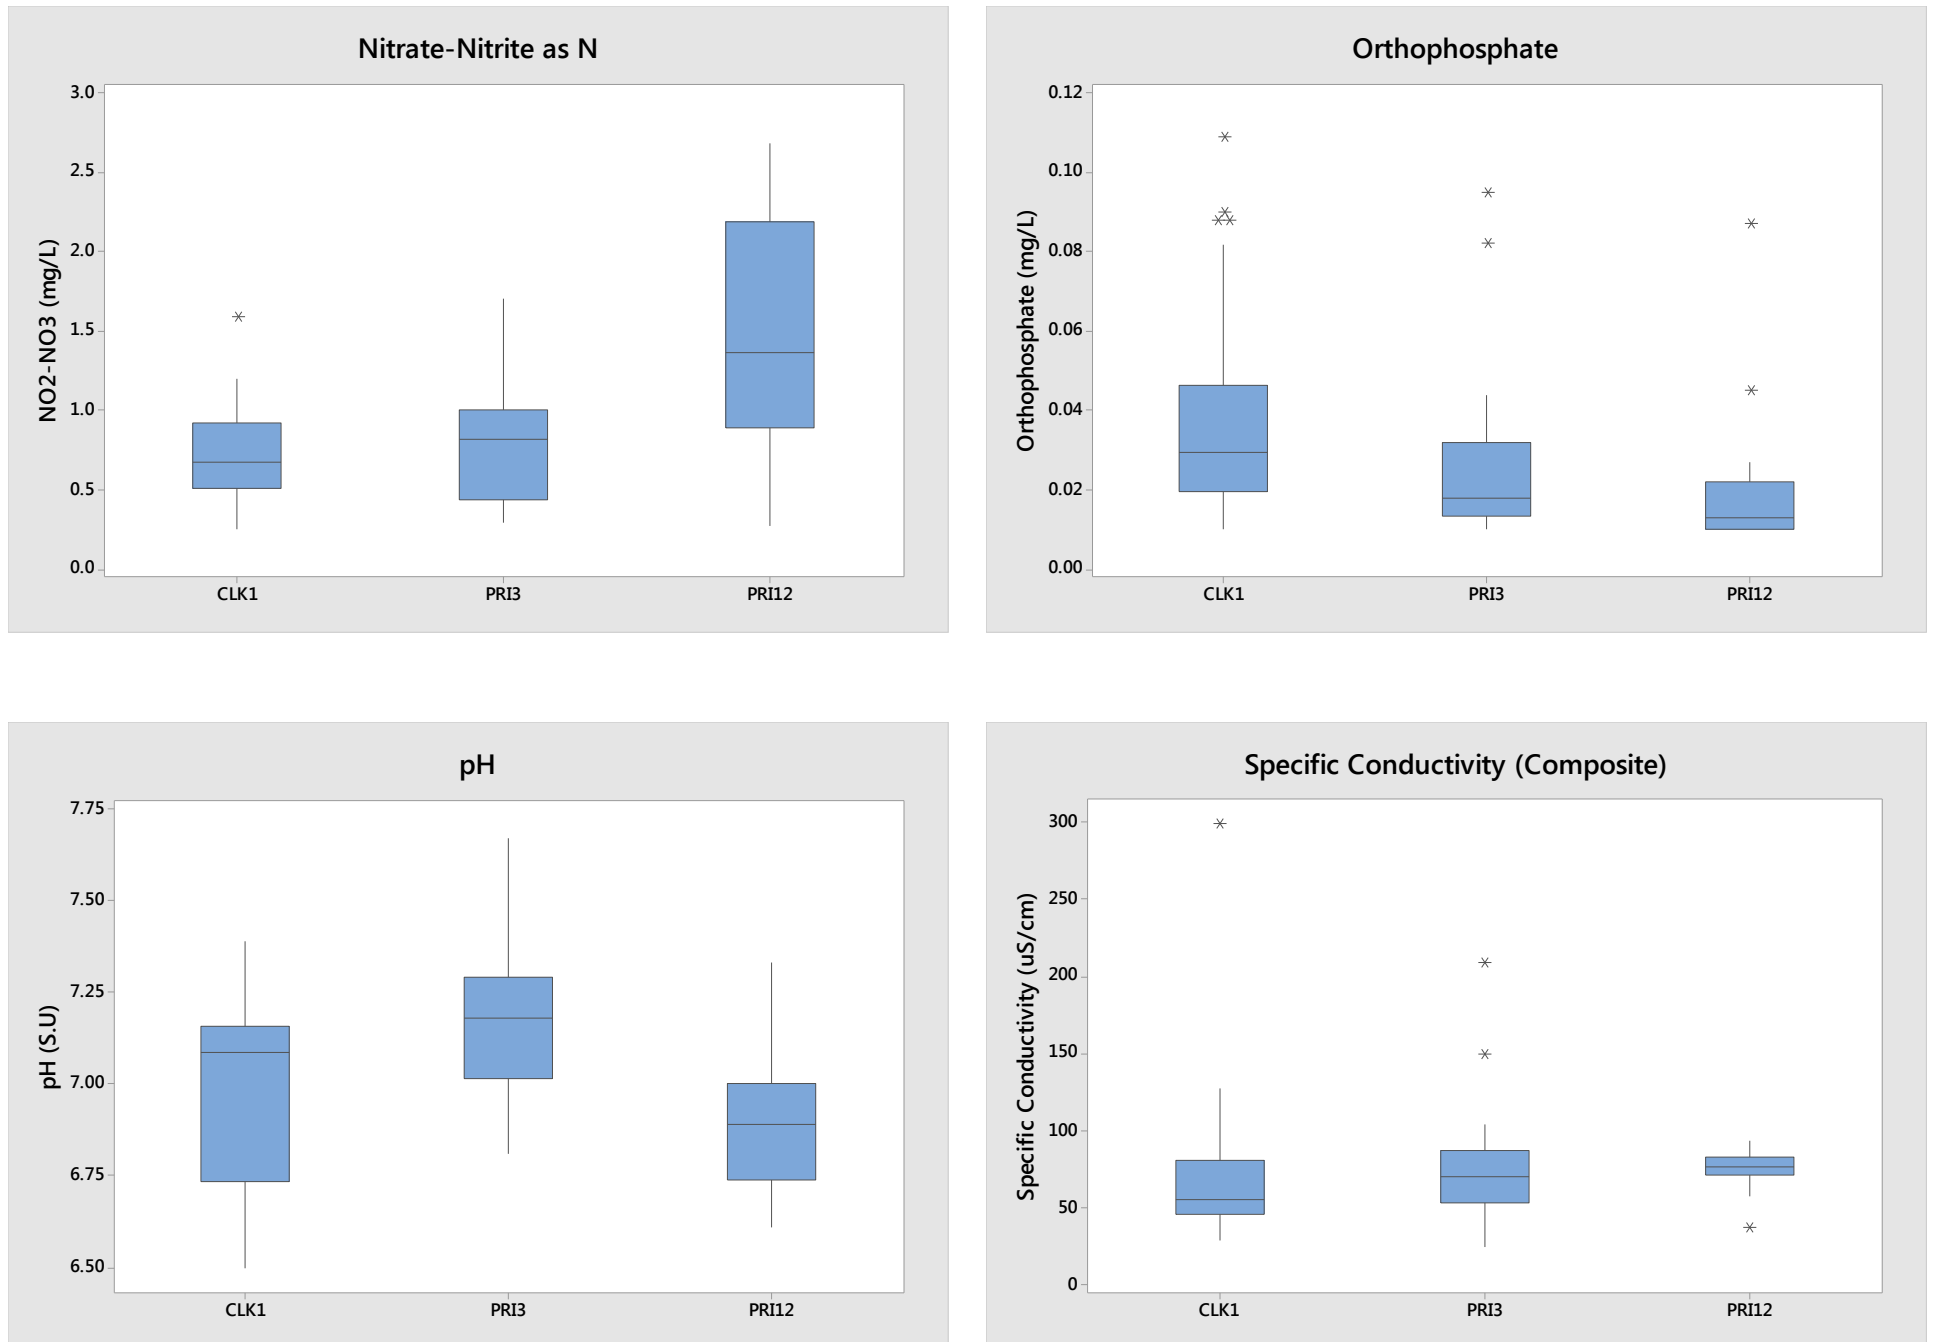 Nitrate-Nitrite as N
NO2-NO3 (mg/L)
3.0
2.5
2.0
1.5
1.0
0.5
0.0
CLK1 PRI3 PRI12
Orthophosphate
Orthophosphate (mg/L)
0.12
0.10
0.08
0.06
0.04
0.02
0.00
CLK1 PRI3 PRI12
pH
pH (S.U)
7.75
7.50
7.25
7.00
6.75
6.50
CLK1 PRI3 PRI12
Specific Conductivity (Composite)
Specific Conductivity (uS/cm)
300
250
200
150
100
50
0
CLK1 PRI3 PRI12